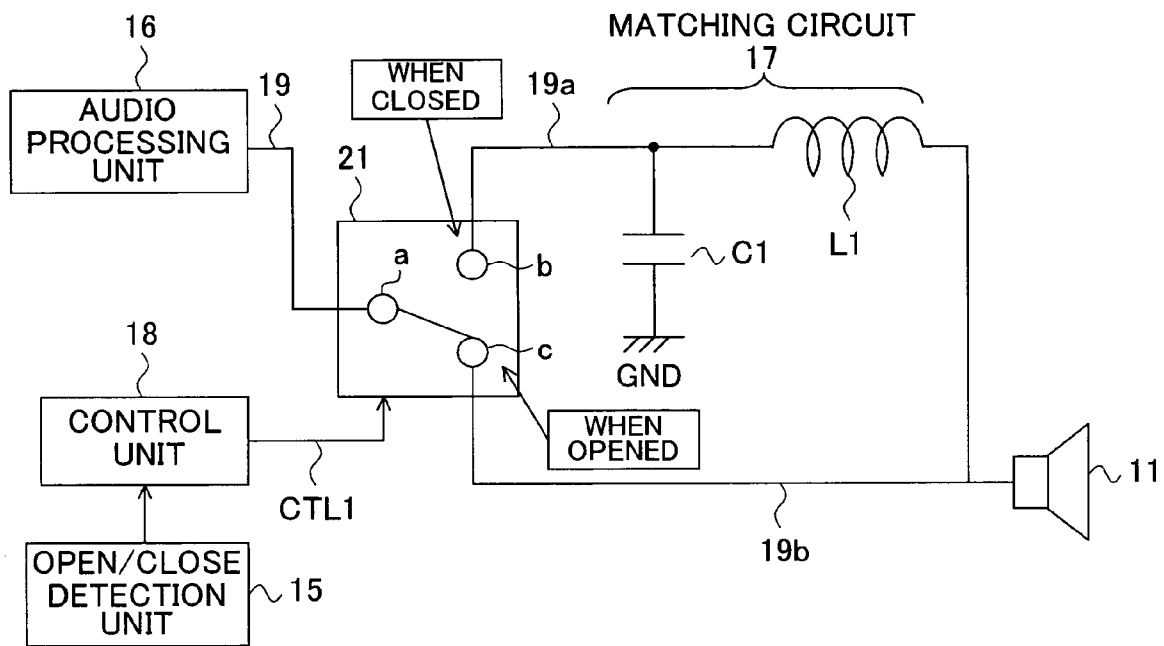 MATCHING CIRCUIT
17
16
19
AUDIO
PROCESSING
UNIT
WHEN
CLOSED
19a
21
a
b
c
C1
L1
GND
18
CONTROL
UNIT
CTL1
WHEN
OPENED
11
19b
OPEN/CLOSE
DETECTION
UNIT
15